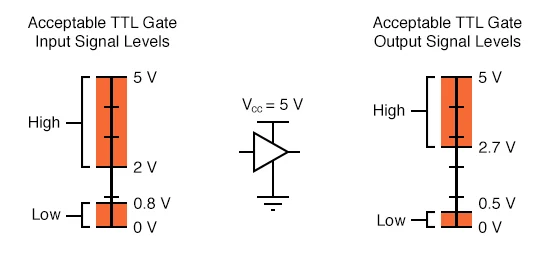 Acceptable TTL Gate
Input Signal Levels
5 V
High
2 V
0.8 V
Low
0 V
Vcc = 5 V
Acceptable TTL Gate
Output Signal Levels
5 V
High
2.7 V
0.5 V
Low
0 V